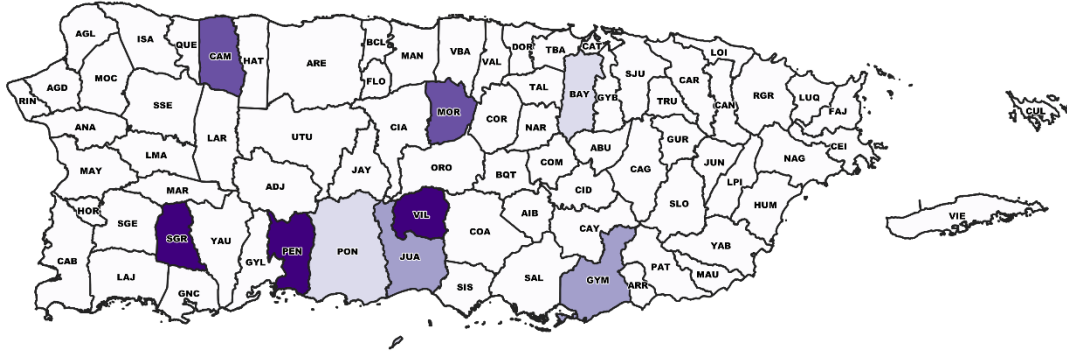 AGL
ISA
QUE
CAM
HAT
ARE
BCL
MAN
VBA
VAL
DOR
TBA
CAT
LOI
AGD
MOC
FLO
SJU
CAR
RIN
SSE
TAL
BAY
GYB
TRU
CAN
RGR
LUQ
FAJ
CUL
ANA
LAR
UTU
CIA
MOR
COR
NAR
LMA
MAY
JAY
ORO
BQT
COM
ABU
GUR
CAG
JUN
NAG
CEI
MAR
ADJ
CID
LPI
HOR
SGE
SGR
YAU
GYL
PEN
PON
JUA
VIL
COA
AIB
CAY
SLO
HUM
VIE
CAB
LAJ
GNC
SIS
SAL
GYM
ARR
PAT
MAU
YAB